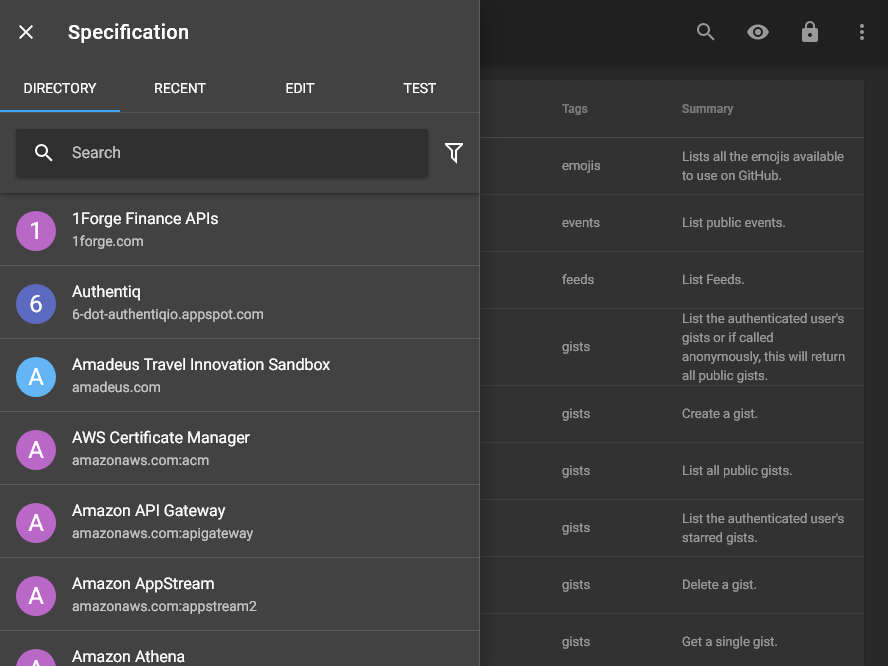 Specification
DIRECTORY RECENT EDIT TEST
Search
1 1Forge Finance APIs
1forge.com
6 Authentiq
6-dot-authentiqio.appspot.com
A Amadeus Travel Innovation Sandbox
amadeus.com
A AWS Certificate Manager
amazonaws.com:acm
A Amazon API Gateway
amazonaws.com:apigateway
A Amazon AppStream
amazonaws.com:appstream2
A Amazon Athena
Tags Summary
emojis Lists all the emojis available
to use on GitHub.
events List public events.
feeds List Feeds.
gists List the authenticated user's
gists or if called
anonymously, this will return
all public gists.
gists Create a gist.
gists List all public gists.
gists List the authenticated user's
starred gists.
gists Delete a gist.
gists Get a single gist.